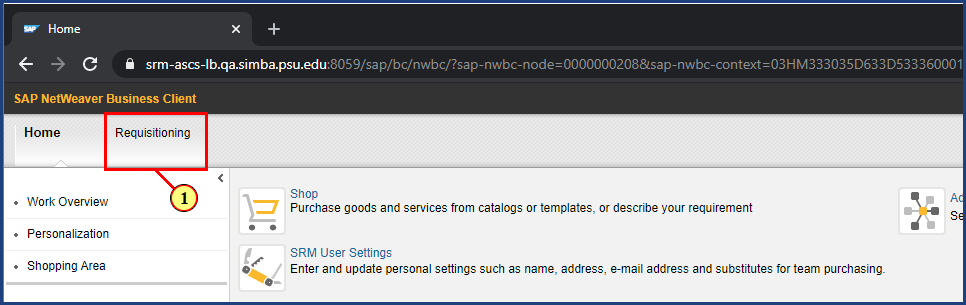 SAP Home
srm-ascs-lb.qa.simba.psu.edu:8059/sap/bc/nwbc/?sap-nwbc-node=0000000208&sap-nwbc-context=03HM333035D633D533360001
SAP NetWeaver Business Client
Home Requisitioning
1
Work Overview
Personalization
Shopping Area
Shop
Purchase goods and services from catalogs or templates, or describe your requirement
SRM User Settings
Enter and update personal settings such as name, address, e-mail address and substitutes for team purchasing.
Ad
Se